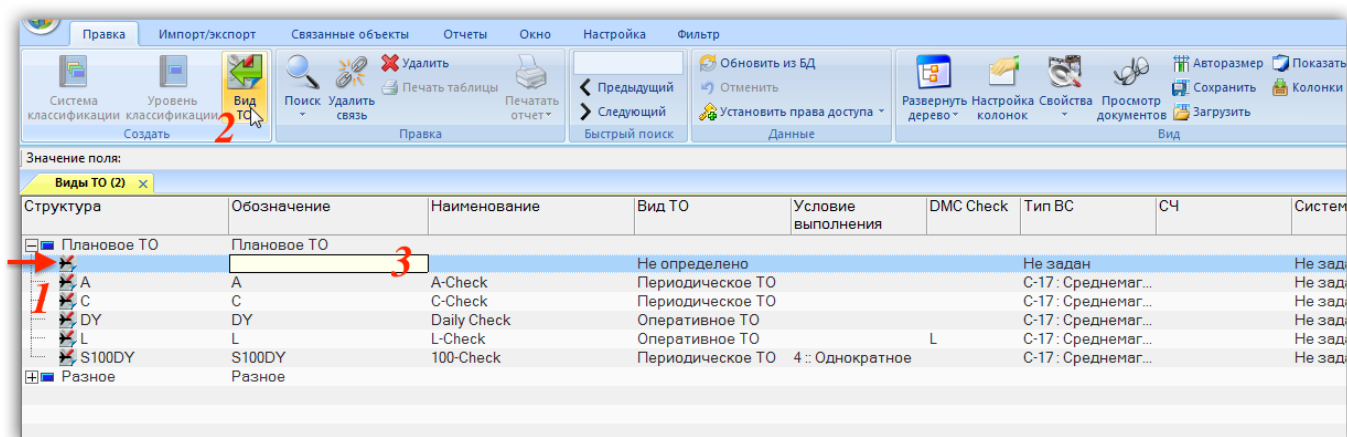 Правка Импорт/экспорт Связанные объекты Отчеты Окно Настройка Фильтр
Система классификации
Уровень классификации
Вид ТО
2
Создать
Поиск
Удалить связь
Удалить
Печать таблицы
Печатать отчет
Правка
Предыдущий
Следующий
Быстрый поиск
Обновить из БД
Отменить
Установить права доступа
Данные
Развернуть дерево
Настройка колонок
Свойства
Просмотр документов
Авторазмер
Сохранить
Загрузить
Показать
Колонки
Вид
Значение поля:
Виды ТО (2)
Структура Обозначение Наименование Вид ТО Условие выполнения DMC Check Тип ВС СЧ Систем
Плановое ТО Плановое ТО
3 Не определено Не задан Не зада
1
A A A-Check Периодическое ТО С-17 : Среднемаг... Не зада
C C C-Check Периодическое ТО С-17 : Среднемаг... Не зада
DY DY Daily Check Оперативное ТО С-17 : Среднемаг... Не зада
L L L-Check Оперативное ТО L С-17 : Среднемаг... Не зада
S100DY S100DY 100-Check Периодическое ТО 4 :: Однократное С-17 : Среднемаг... Не зада
Разное Разное